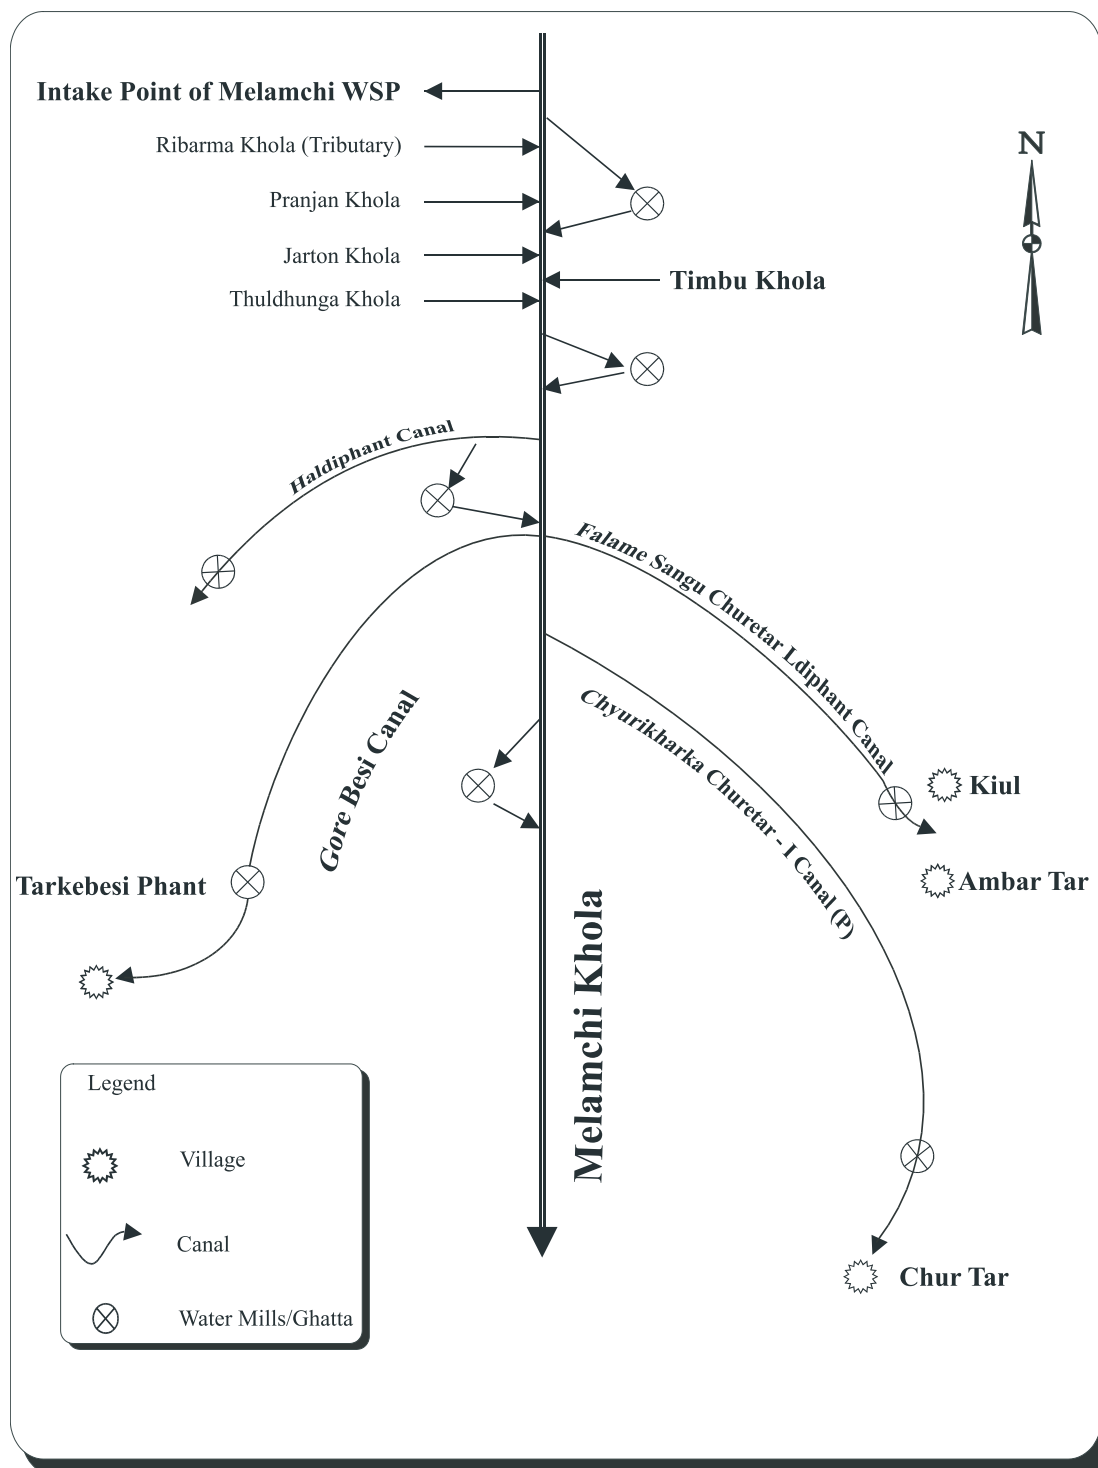 Intake Point of Melamchi WSP
Ribarma Khola (Tributary)
N
Pranjan Khola
Jarton Khola
Timbu Khola
Thuldhunga Khola
Haldiphant Canal
Falame Sangu Churetar Ldiphant Canal
Chyurikharka Churetar - I Canal (P)
Gore Besi Canal
Kiul
Tarkebesi Phant
Ambar Tar
Melamchi Khola
Legend
Village
Canal
Water Mills/Ghatta
Chur Tar